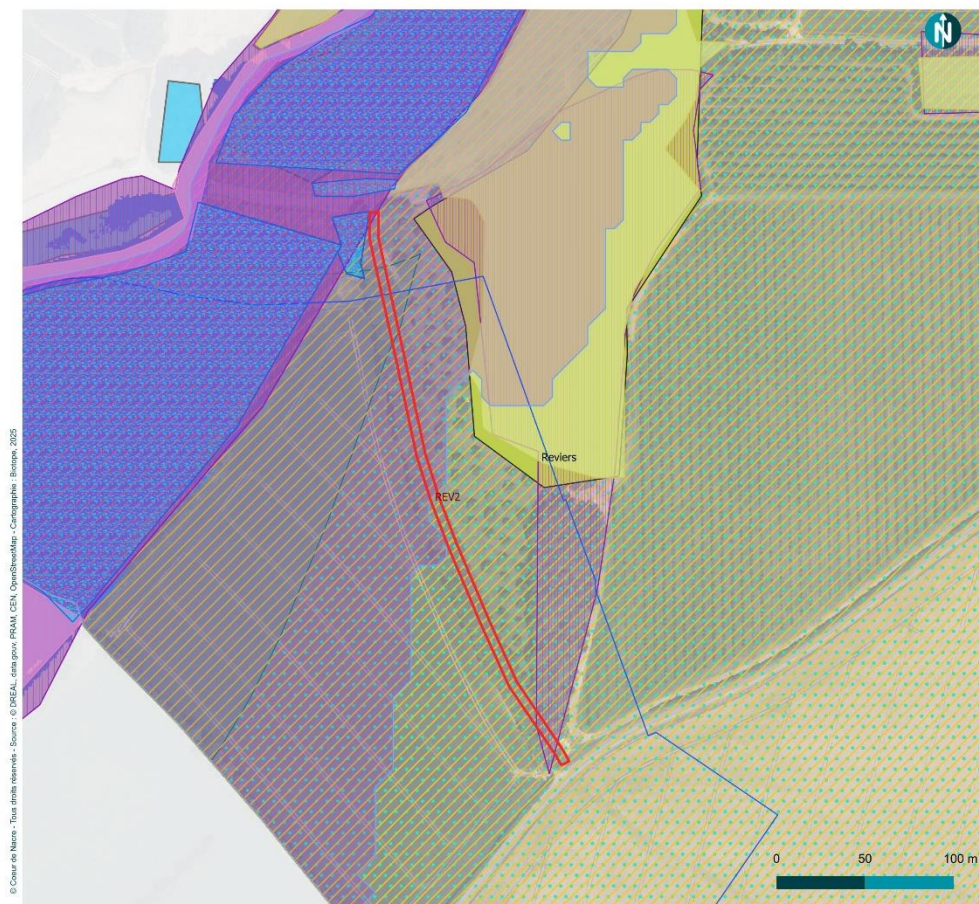 N
Reviers
REV2
© Coeur de Nacre - Tous droits réservés - Source : © DREAL, data.gouv, PRAM, CEN, OpenStreetMap - Cartographie : Biotope, 2025
0 50 100 m